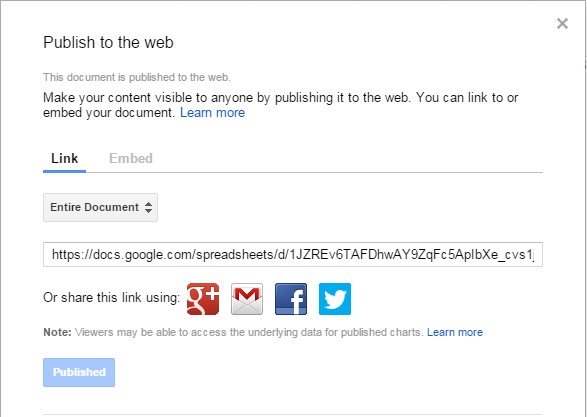 Publish to the web
This document is published to the web.
Make your content visible to anyone by publishing it to the web. You can link to or
embed your document. Learn more
Link Embed
Entire Document
https://docs.google.com/spreadsheets/d/1JZREv6TAFDhwAY9ZqFc5ApIbXe_cvs1j
Or share this link using: g+ M f
Note: Viewers may be able to access the underlying data for published charts. Learn more
Published